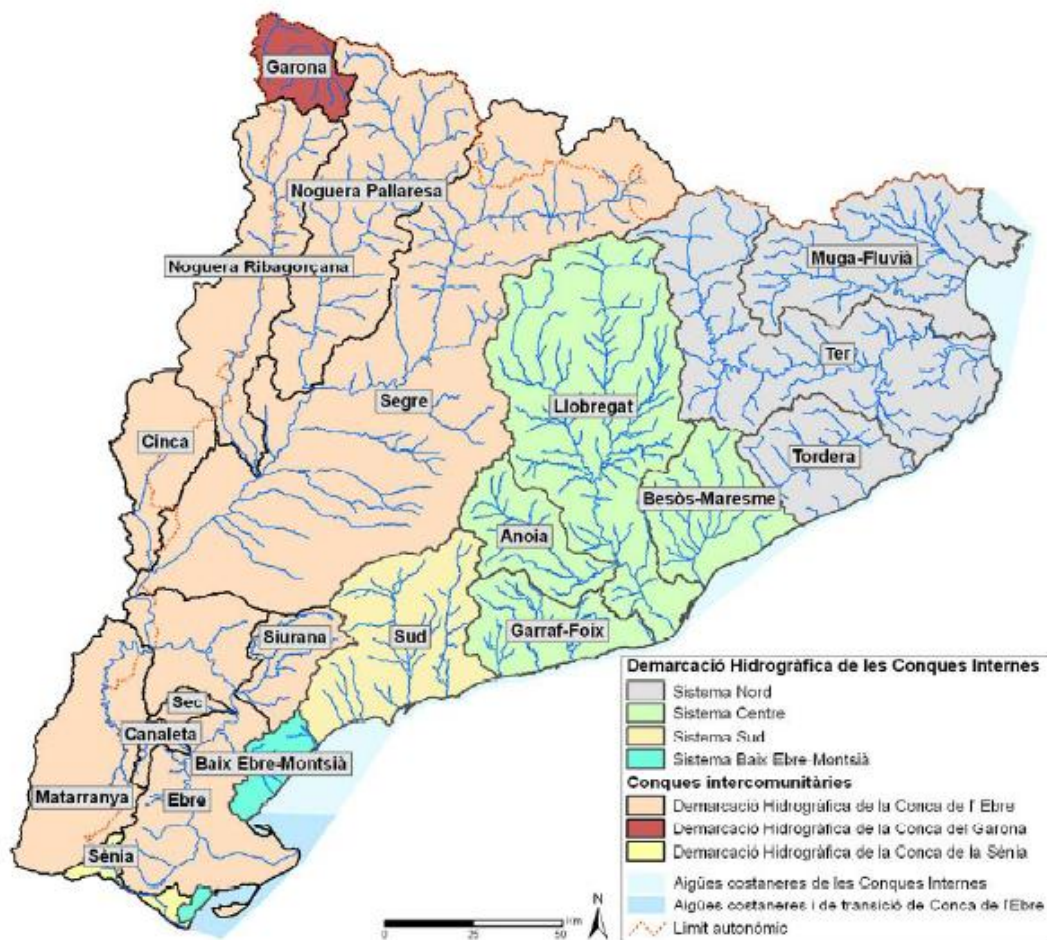 Garona
Noguera Pallaresa
Noguera Ribagorçana
Muga-Fluvià
Ter
Segre
Llobregat
Cinca
Tordera
Besòs-Maresme
Anoia
Siurana
Sud
Garraf-Foix
Sec
Canaleta
Baix Ebre-Montsià
Matarranya
Ebre
Sènia
Demarcació Hidrogràfica de les Conques Internes
Sistema Nord
Sistema Centre
Sistema Sud
Sistema Baix Ebre-Montsià
Conques intercomunitàries
Demarcació Hidrogràfica de la Conca de l'Ebre
Demarcació Hidrogràfica de la Conca del Garona
Demarcació Hidrogràfica de la Conca de la Sènia
Aigües costaneres de les Conques Internes
Aigües costaneres i de transició de Conca de l'Ebre
Límit autonòmic
N
Km
0 25 50